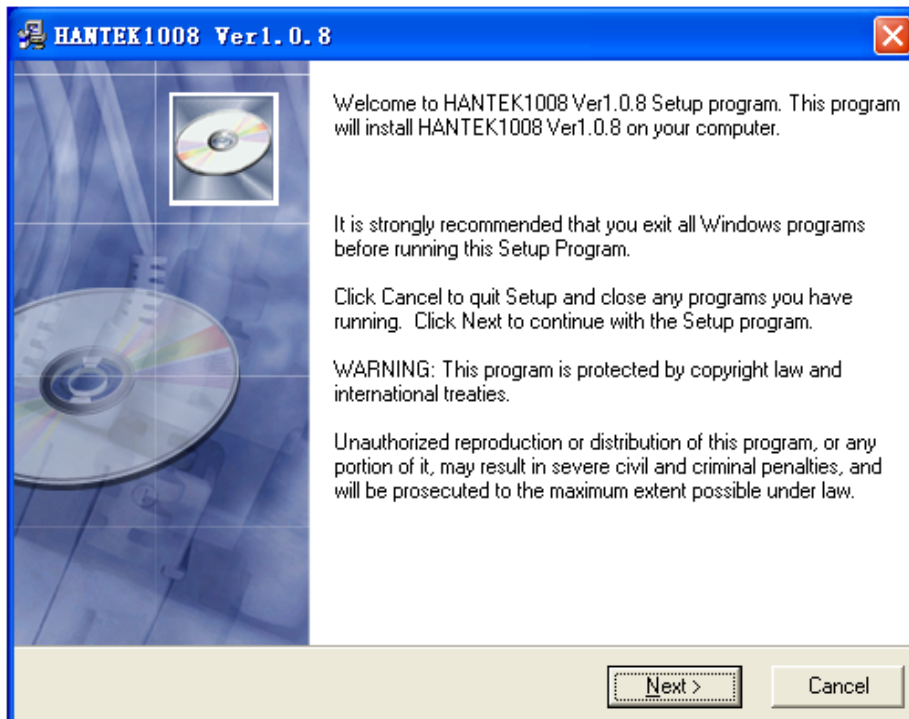 HANTEK1008 Ver1.0.8
Welcome to HANTEK1008 Ver1.0.8 Setup program. This program
will install HANTEK1008 Ver1.0.8 on your computer.
It is strongly recommended that you exit all Windows programs
before running this Setup Program.
Click Cancel to quit Setup and close any programs you have
running. Click Next to continue with the Setup program.
WARNING: This program is protected by copyright law and
international treaties.
Unauthorized reproduction or distribution of this program, or any
portion of it, may result in severe civil and criminal penalties, and
will be prosecuted to the maximum extent possible under law.
Next >
Cancel